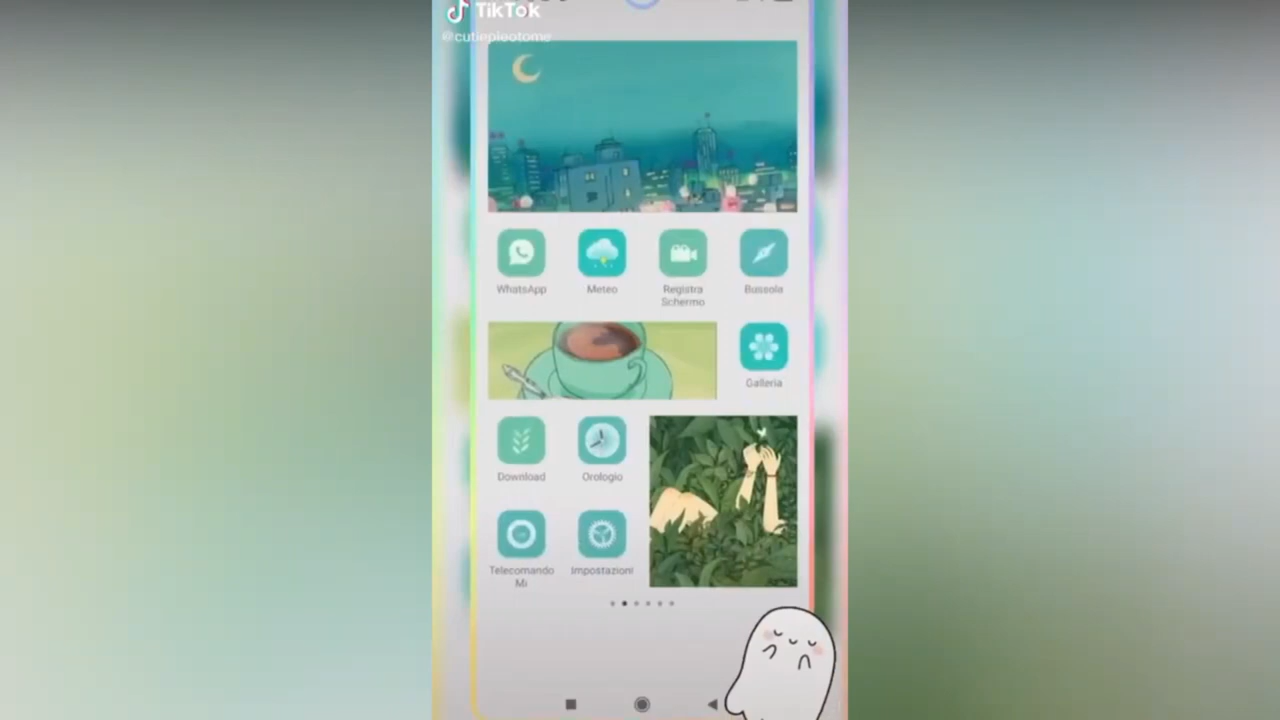 TikTok
@cutiepieotome
WhatsApp
Meteo
Registra
Schermo
Bussola
Galleria
Download
Orologio
Telecomando
Mi
Impostazioni